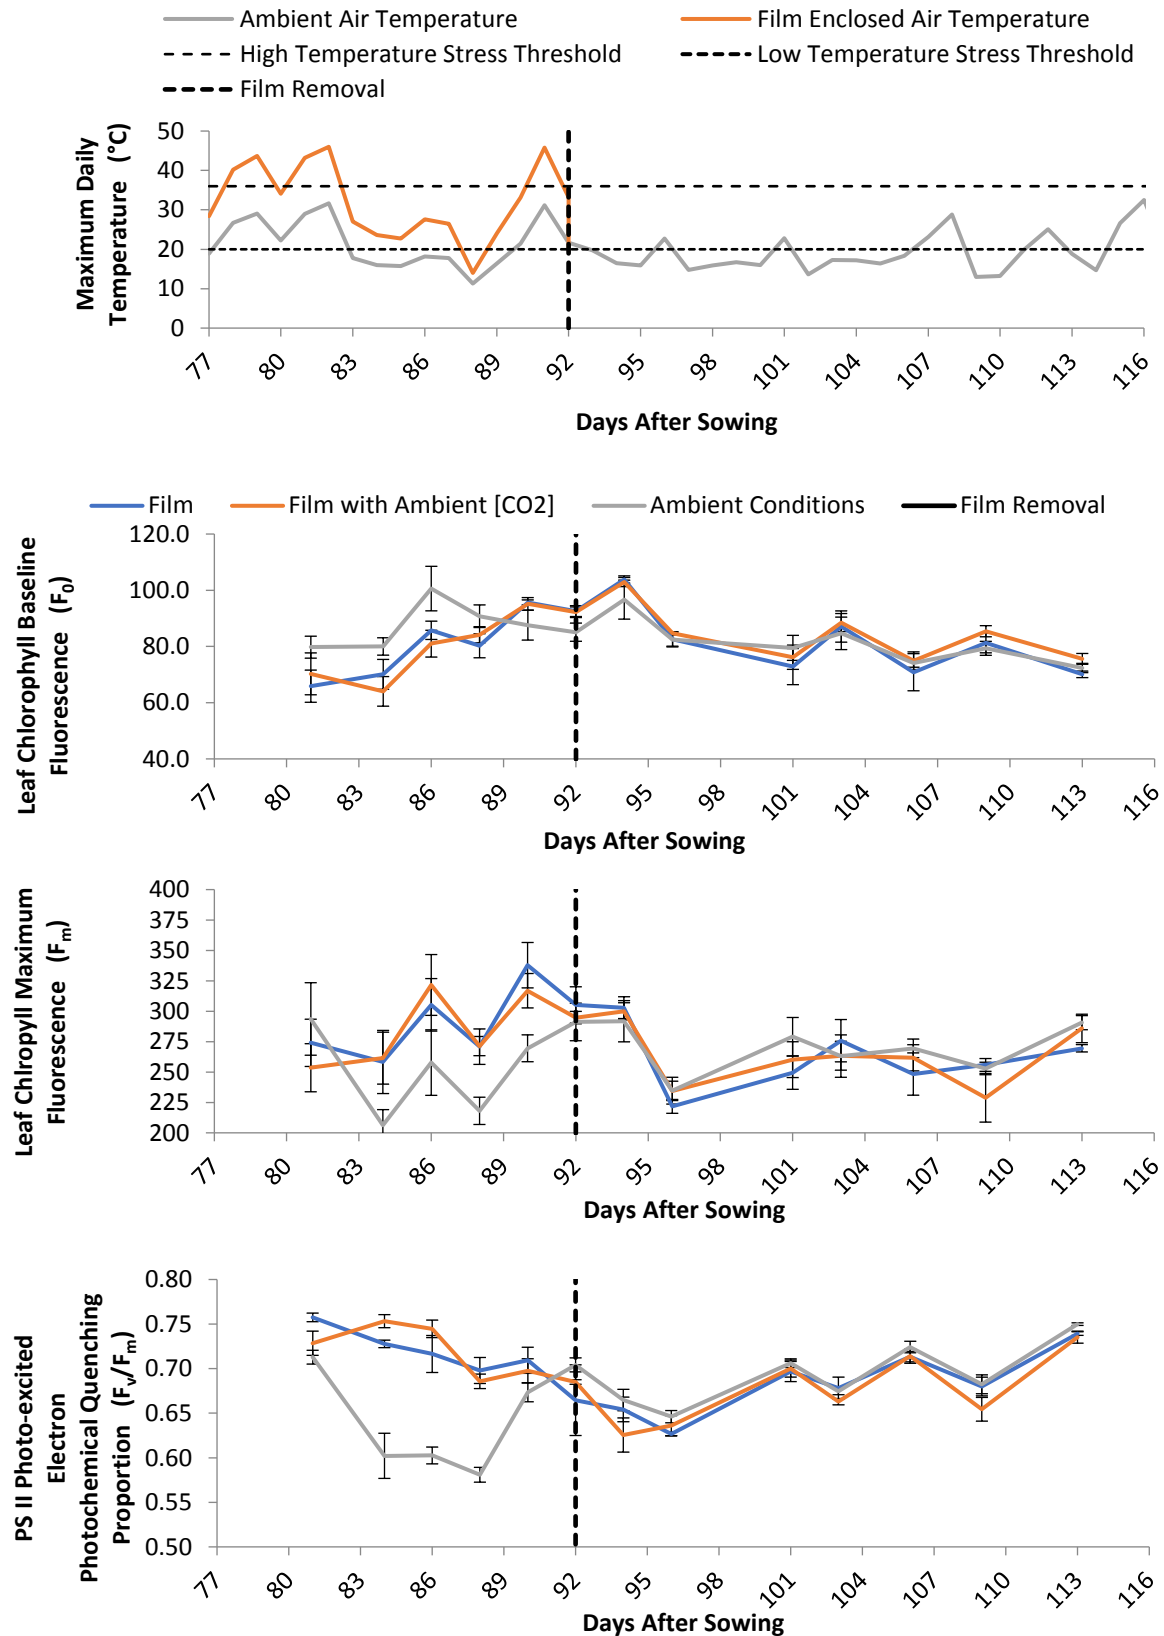 Ambient Air Temperature
Film Enclosed Air Temperature
High Temperature Stress Threshold
Low Temperature Stress Threshold
Film Removal
Maximum Daily
Temperature (°C)
50
40
30
20
10
0
77 80 83 86 89 92 95 98 101 104 107 110 113 116
Days After Sowing
Film
Film with Ambient [CO2]
Ambient Conditions
Film Removal
Leaf Chlorophyll Baseline
Fluorescence (F0)
120.0
100.0
80.0
60.0
40.0
77 80 83 86 89 92 95 98 101 104 107 110 113 116
Days After Sowing
Leaf Chlropyll Maximum
Fluorescence (Fm)
400
375
350
325
300
275
250
225
200
77 80 83 86 89 92 95 98 101 104 107 110 113 116
Days After Sowing
PS II Photo-excited
Electron
Photochemical Quenching
Proportion (Fv/Fm)
0.80
0.75
0.70
0.65
0.60
0.55
0.50
77 80 83 86 89 92 95 98 101 104 107 110 113 116
Days After Sowing